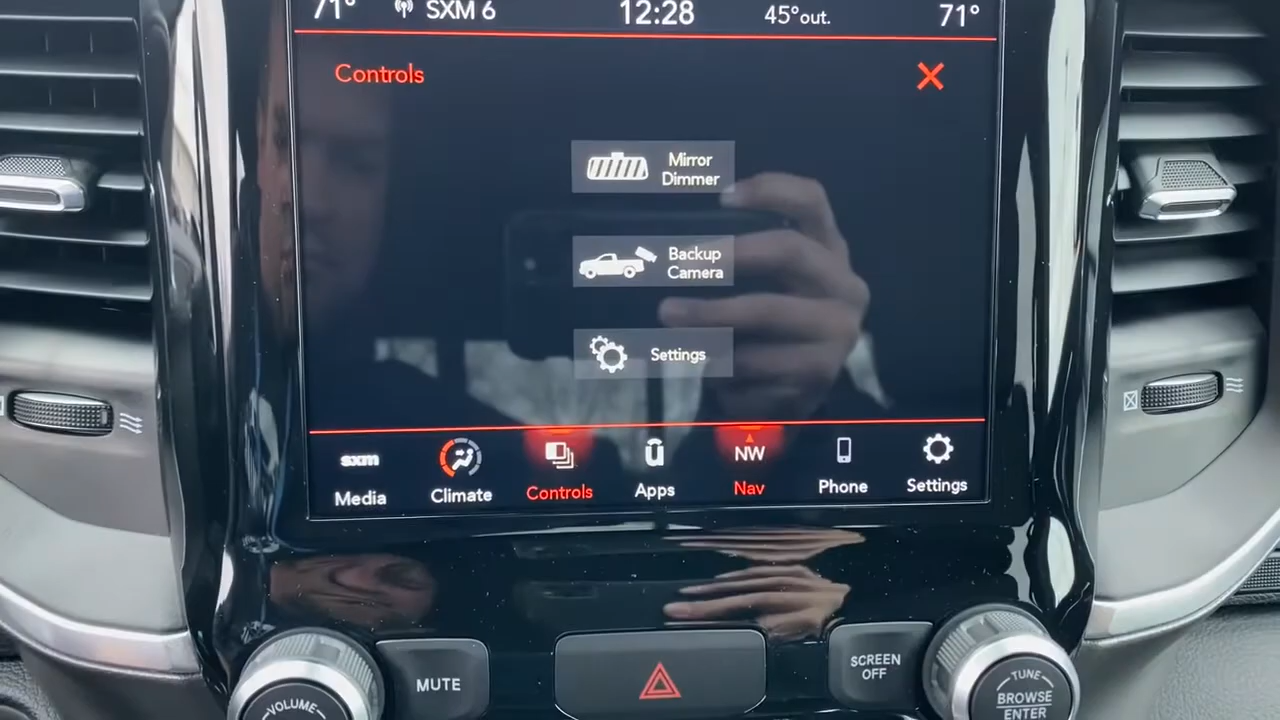 71° SXM 6 12:28 45°out. 71°
Controls
Mirror
Dimmer
Backup
Camera
Settings
sxm
Media
Climate
Controls
Apps
NW
Nav
Phone
Settings
VOLUME
MUTE
SCREEN
OFF
TUNE
BROWSE
ENTER